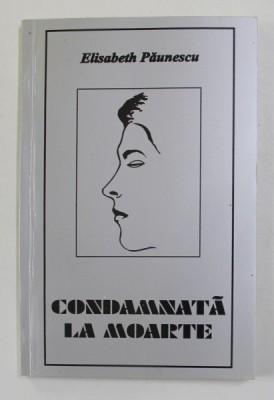 Elisabeth Păunescu
CONDAMNATĂ
LA MOARTE